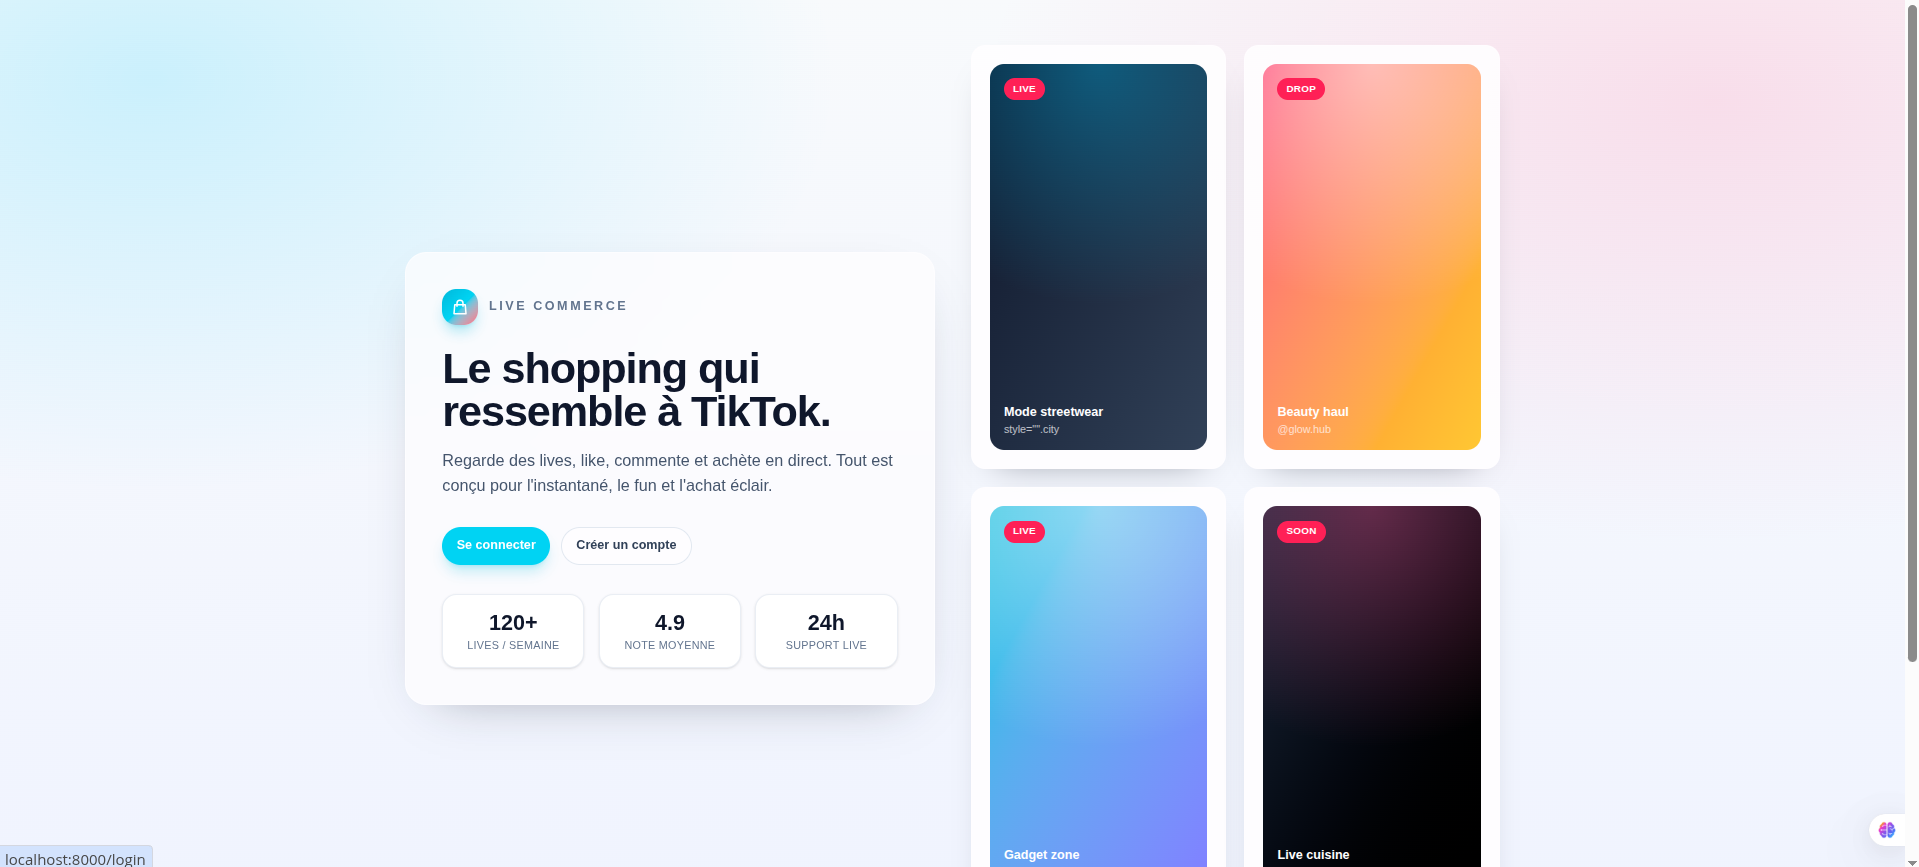 LIVE COMMERCE
Le shopping qui
ressemble à TikTok.
Regarde des lives, like, commente et achète en direct. Tout est
conçu pour l'instantané, le fun et l'achat éclair.
Se connecter
Créer un compte
120+
LIVES / SEMAINE
4.9
NOTE MOYENNE
24h
SUPPORT LIVE
LIVE
Mode streetwear
style="".city
DROP
Beauty haul
@glow.hub
LIVE
Gadget zone
SOON
Live cuisine
localhost:8000/login